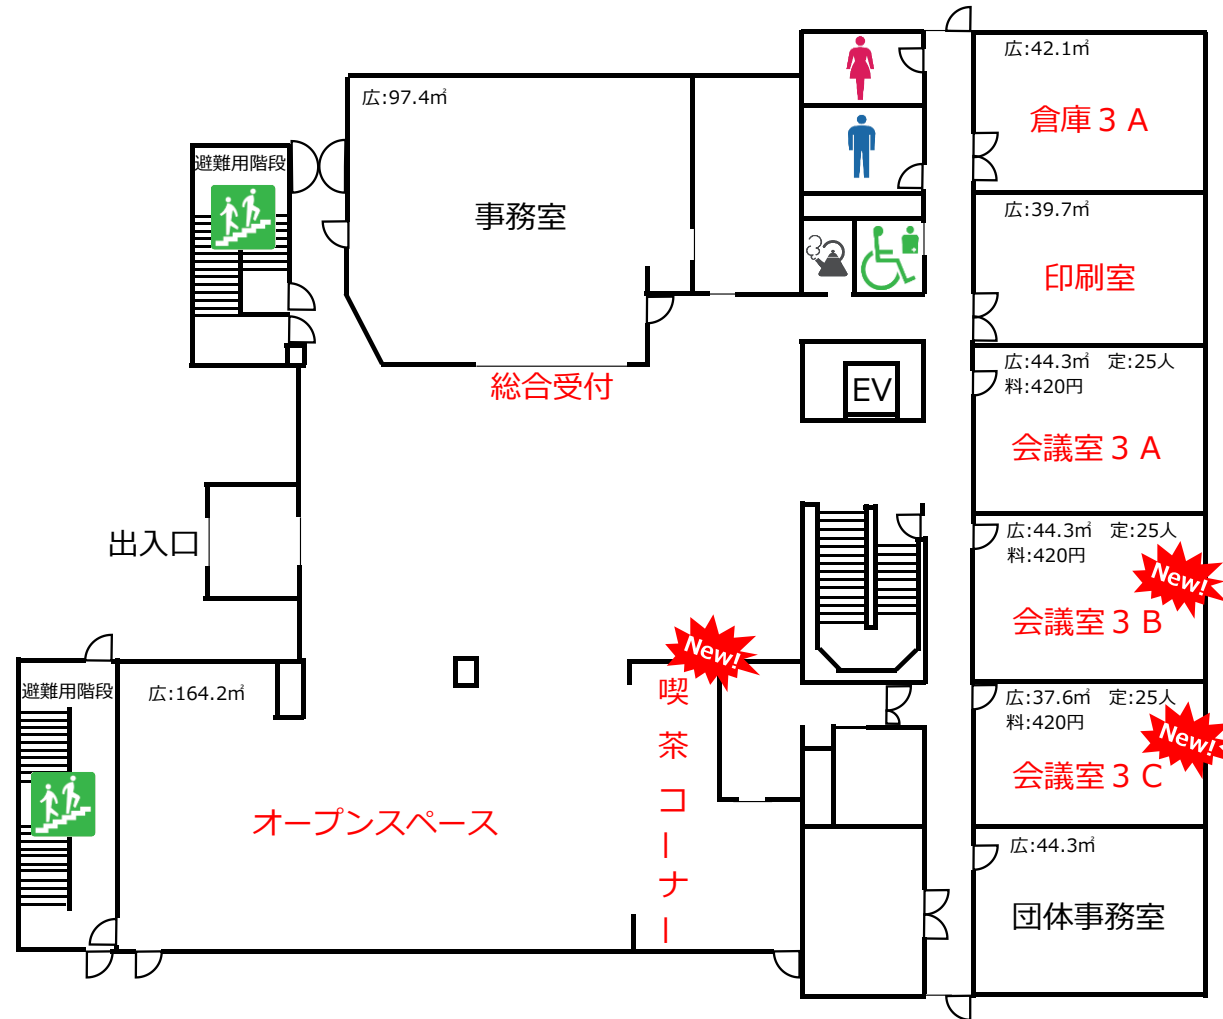 広:42.1㎡
倉庫３Ａ
広:97.4㎡
避難用階段
事務室
広:39.7㎡
印刷室
総合受付
EV
広:44.3㎡　定:25人
料:420円
会議室３Ａ
出入口
広:44.3㎡　定:25人
料:420円
New!
会議室３Ｂ
避難用階段
広:164.2㎡
New!
喫茶コーナー
オープンスペース
広:37.6㎡　定:25人
料:420円
New!
会議室３Ｃ
広:44.3㎡
団体事務室